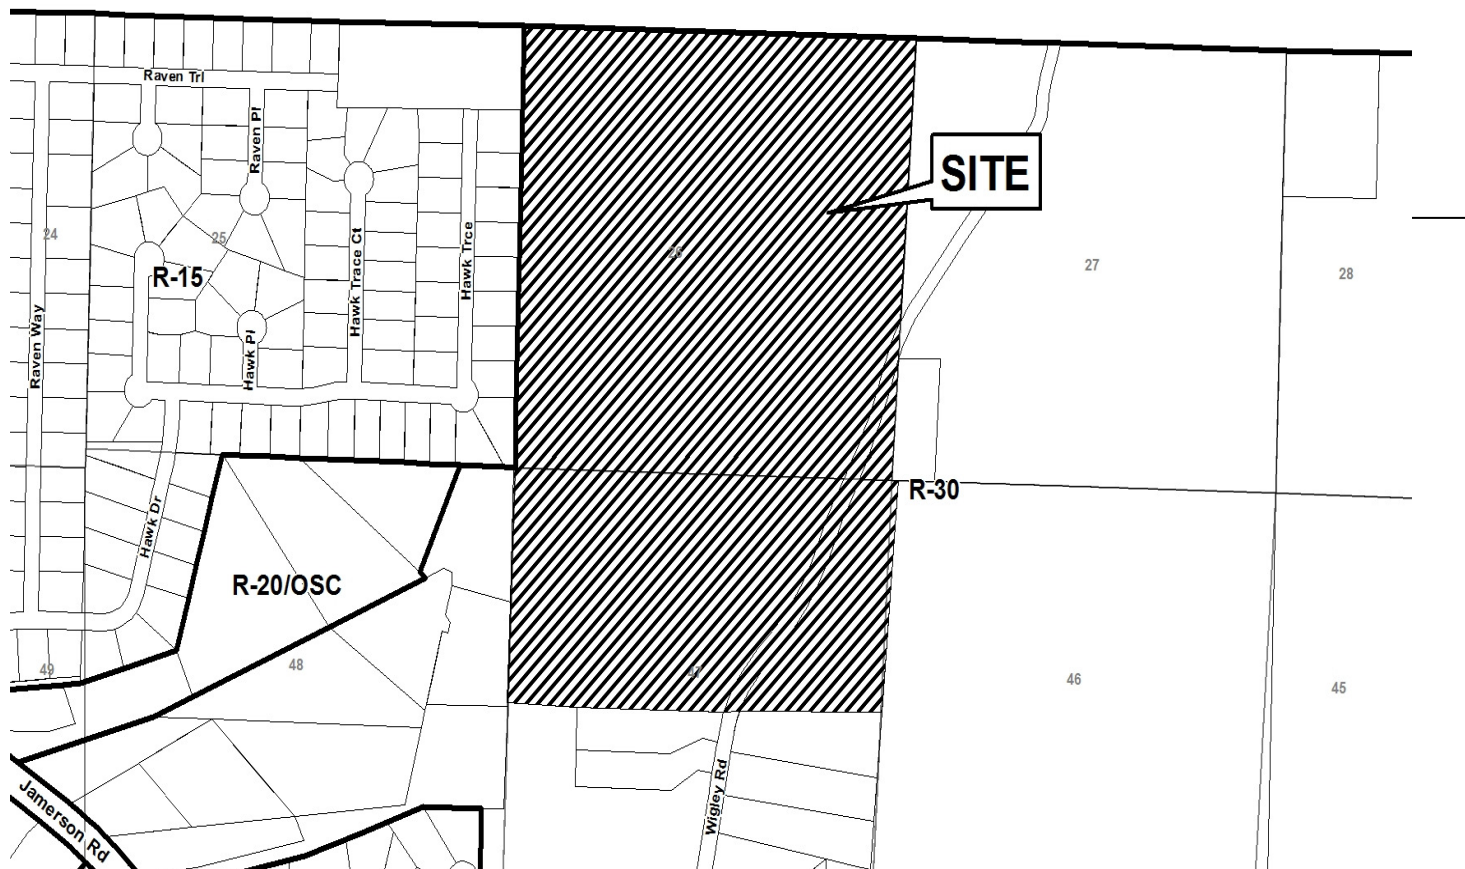 Raven Trl
Raven Pl
SITE
24
25
R-15
Hawk Trace Ct
Hawk Trce
26
27
28
Raven Way
Hawk Pl
R-30
Hawk Dr
R-20/OSC
49
48
47
46
45
Jamerson Rd
Wigley Rd